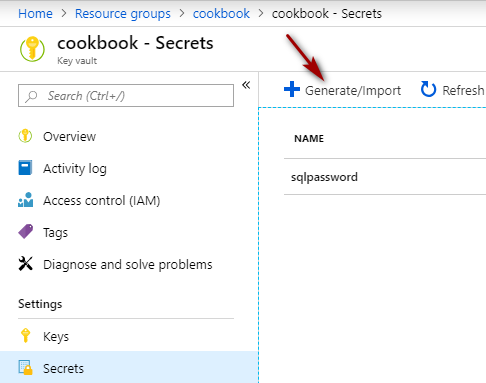 Home > Resource groups > cookbook > cookbook - Secrets
cookbook - Secrets
Key vault
«
Search (Ctrl+/)
Overview
Activity log
Access control (IAM)
Tags
Diagnose and solve problems
Settings
Keys
Secrets
+ Generate/Import Refresh
NAME
sqlpassword